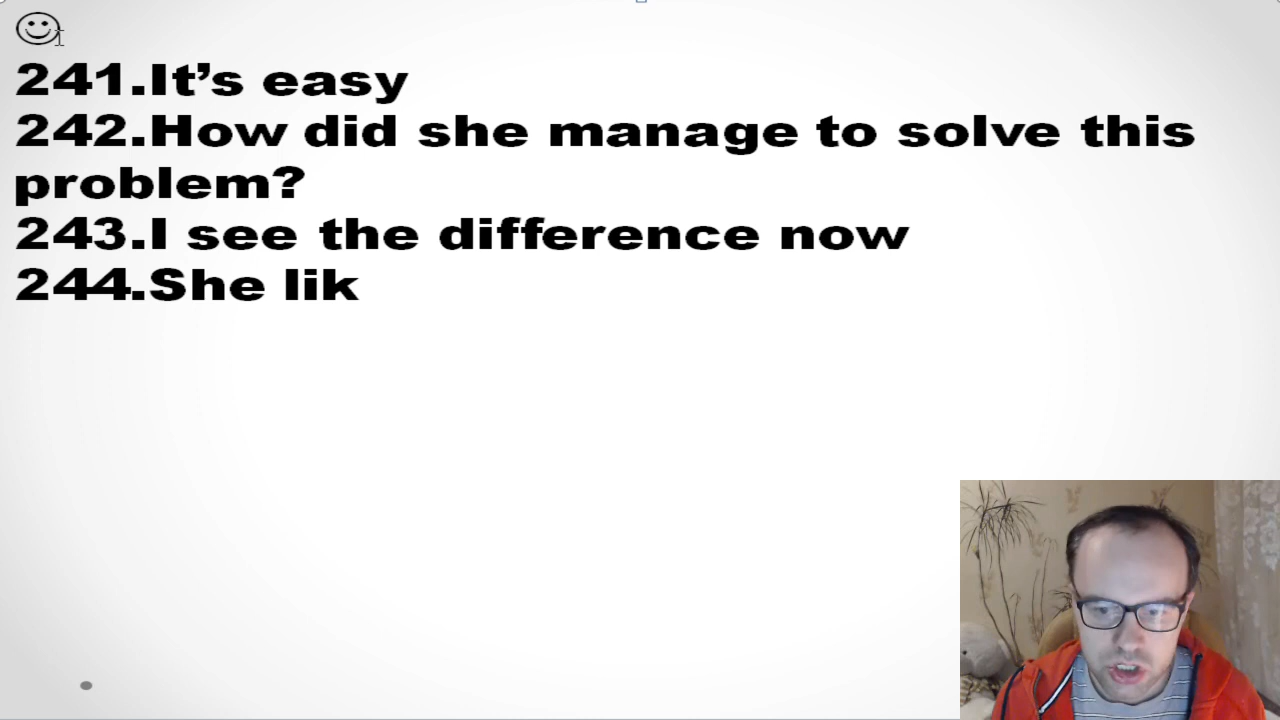 241.It’s easy
242.How did she manage to solve this
problem?
243.I see the difference now
244.She lik